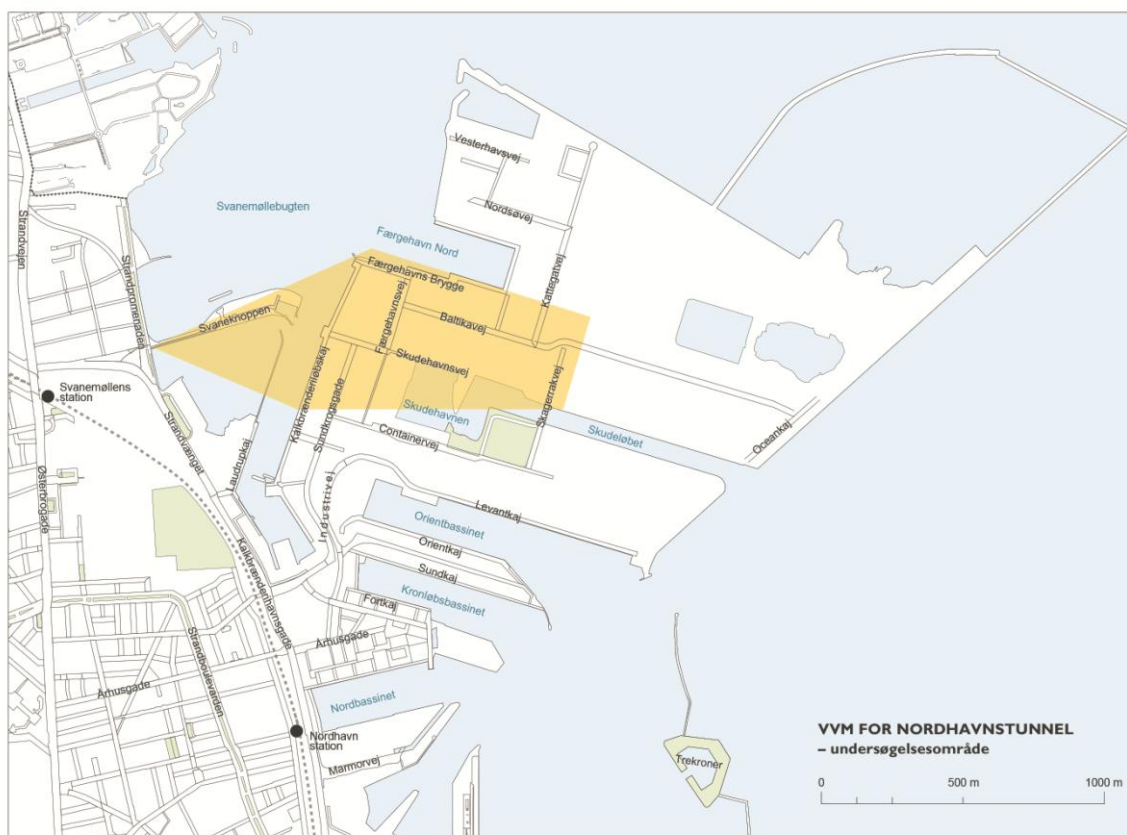 Vesterhavsvej
Svanemøllebugten
Nordsøvej
Strandvejen
Færgehavn Nord
Strandpromenaden
Færgehavns Brygge
Kattegatvej
Færgehavnsvej
Svaneknoppen
Baltikavej
Skudehavnsvej
Kalkbrænderiløbskaj
Svanemøllens
station
Skagerrakvej
Sundkrogsgade
Skudehavnen
Skudeløbet
Oceankaj
Strandvænget
Containervej
Laudrupkaj
Østerbrogade
Industrivej
Levantkaj
Orientbassinet
Orientkaj
Sundkaj
Kalkbrænderihavnsgade
Kronløbsbassinet
Fortkaj
Strandboulevarden
Århusgade
Århusgade
Nordbassinet
Nordhavn
station
Marmorvej
Trekroner
VVM FOR NORDHAVNSTUNNEL
– undersøgelsesområde
0 500 m 1000 m